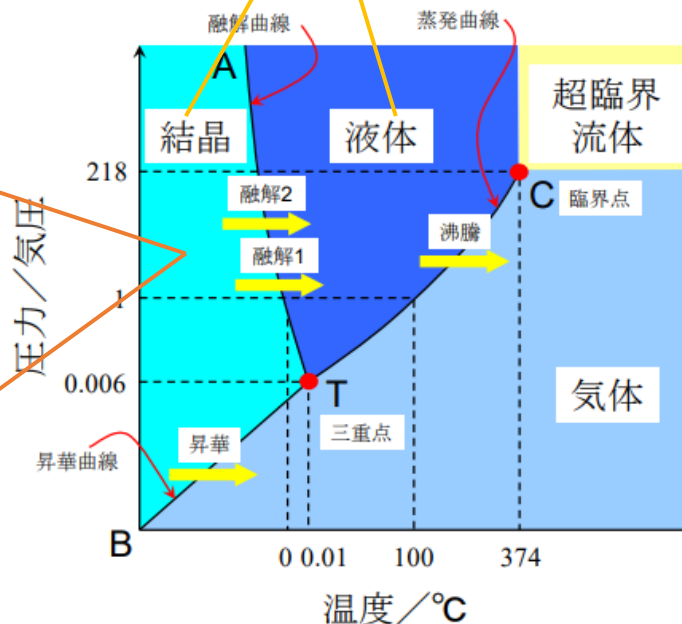 融解曲線
蒸発曲線
A
結晶
液体
超臨界
流体
218
C
臨界点
融解2
融解1
沸騰
圧力／気圧
1
0.006
T
三重点
気体
昇華
昇華曲線
B
0
0.01
100
374
温度／℃